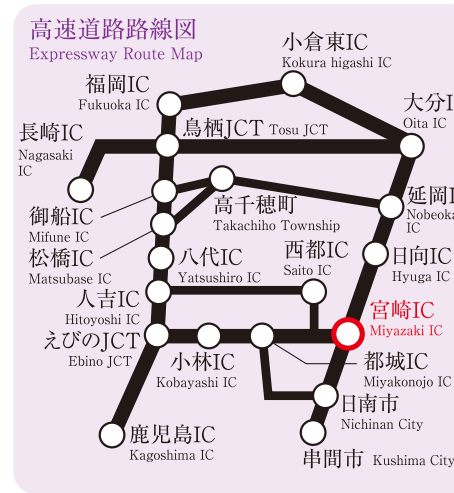 高速道路路線図
Expressway Route Map
小倉東IC
Kokura higashi IC
福岡IC
Fukuoka IC
大分I
Oita IC
長崎IC
Nagasaki
IC
鳥栖JCT Tosu JCT
御船IC
Mifune IC
高千穂町
Takachiho Township
延岡I
Nobeoka
IC
松橋IC
Matsubase IC
八代IC
Yatsushiro IC
西都IC
Saito IC
日向IC
Hyuga IC
人吉IC
Hitoyoshi IC
宮崎IC
Miyazaki IC
えびのJCT
Ebino JCT
小林IC
Kobayashi IC
都城IC
Miyakonojo IC
日南市
Nichinan City
鹿児島IC
Kagoshima IC
串間市 Kushima City